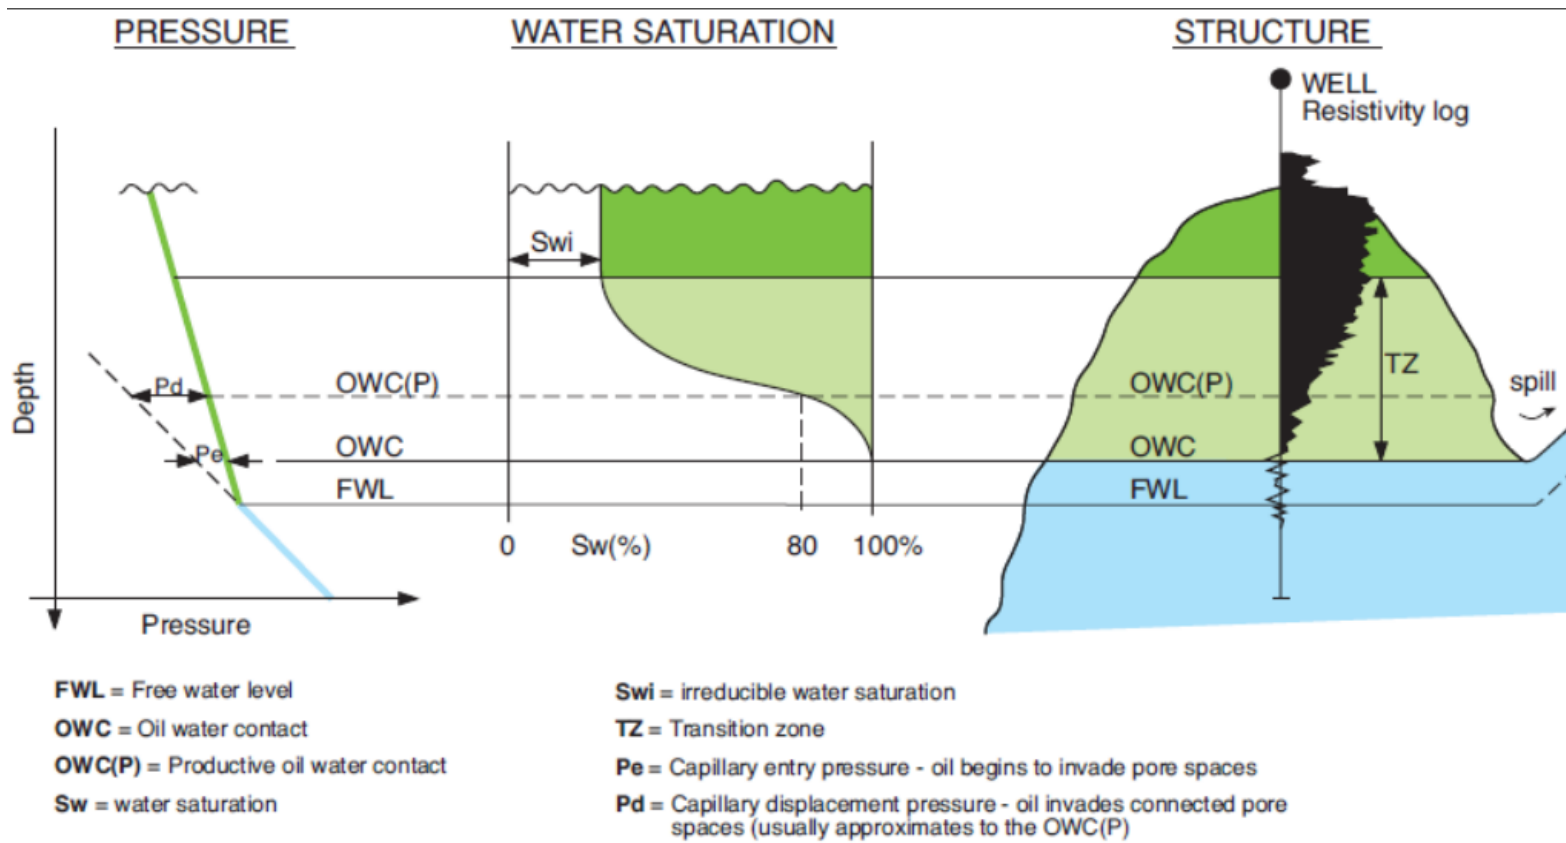 PRESSURE
WATER SATURATION
STRUCTURE
WELL
Resistivity log
Swi
Depth
Pd
OWC(P)
OWC(P)
TZ
spill
Pe
OWC
OWC
FWL
FWL
0
Sw(%)
80
100%
Pressure
FWL = Free water level
OWC = Oil water contact
OWC(P) = Productive oil water contact
Sw = water saturation
Swi = irreducible water saturation
TZ = Transition zone
Pe = Capillary entry pressure - oil begins to invade pore spaces
Pd = Capillary displacement pressure - oil invades connected pore
spaces (usually approximates to the OWC(P)